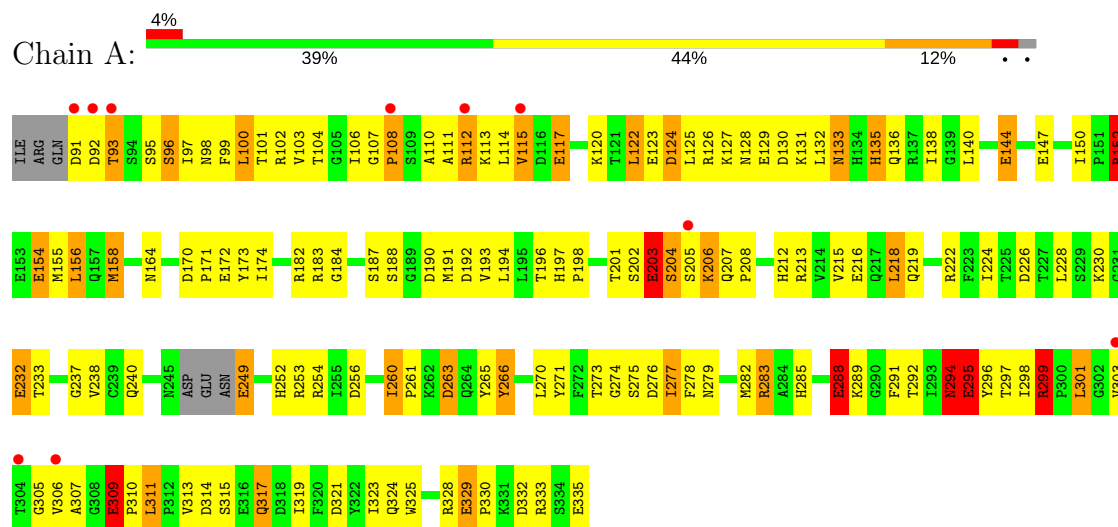 4%
Chain A:
39% 44% 12% • •
ILE ARG GLN D91 D92 T93 S94 S95 S96 I97 N98 F99 L100 T101 R102 V103 T104 G105 I106 G107 P108 S109 A110 A111 R112 K113 L114 V115 D116 E117 K120 T121 L122 E123 D124 L125 R126 K127 N128 E129 D130 K131 L132 N133 H134 H135 Q136 R137 I138 G139 L140 E144 E147 I150 P151 R152
E153 E154 M155 L156 Q157 M158 N164 D170 P171 E172 Y173 I174 R182 R183 G184 S187 S188 G189 D190 M191 D192 V193 L194 L195 T196 H197 P198 T201 S202 E203 S204 S205 K206 Q207 P208 H212 R213 V214 V215 E216 Q217 L218 Q219 R222 F223 I224 T225 D226 T227 L228 S229 K230 G231
E232 T233 G237 V238 C239 Q240 N245 ASP GLU ASN E249 H252 R253 R254 I255 D256 I260 P261 K262 D263 Q264 Y265 Y266 L270 Y271 F272 T273 G274 S275 D276 I277 F278 N279 M282 R283 A284 H285 E288 K289 G290 F291 T292 I293 N294 E295 Y296 T297 I298 R299 P300 L301 G302 V303
T304 G305 V306 A307 G308 E309 P310 L311 P312 V313 D314 S315 E316 Q317 D318 I319 F320 D321 Y322 I323 Q324 W325 R328 E329 P330 K331 D332 R333 S334 E335